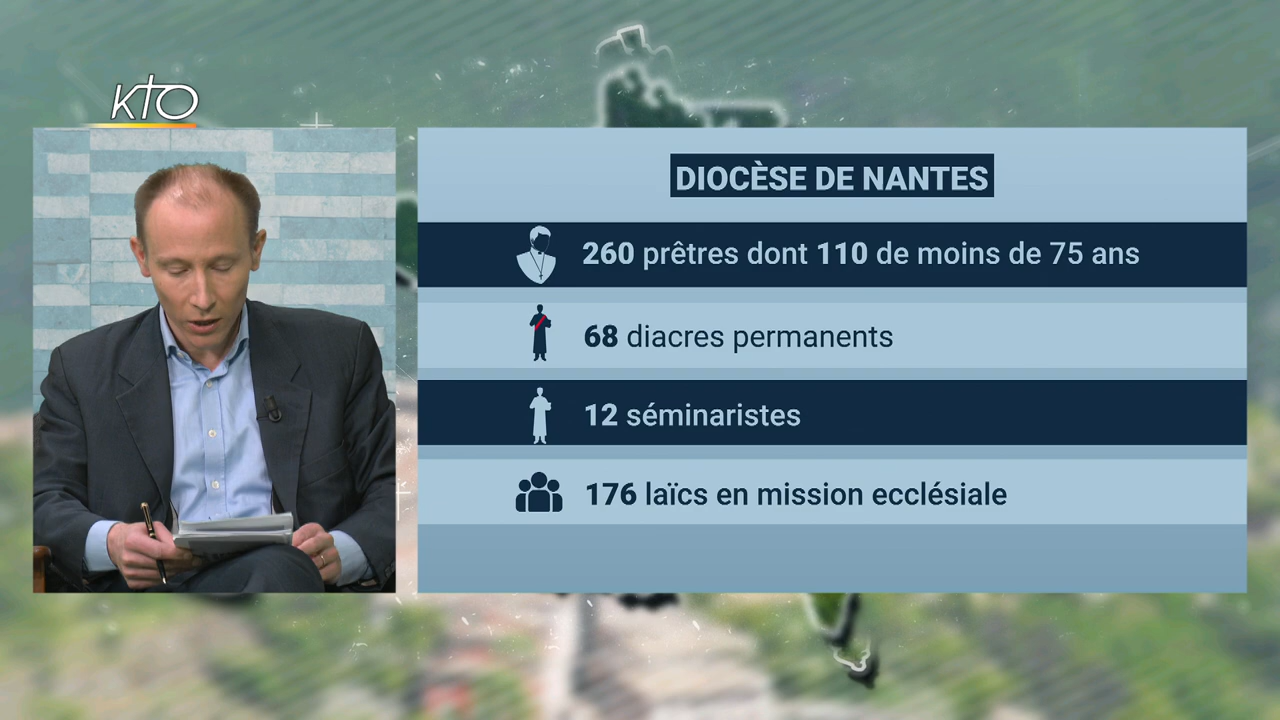 kto
DIOCÈSE DE NANTES
260 prêtres dont 110 de moins de 75 ans
68 diacres permanents
12 séminaristes
176 laïcs en mission ecclésiale